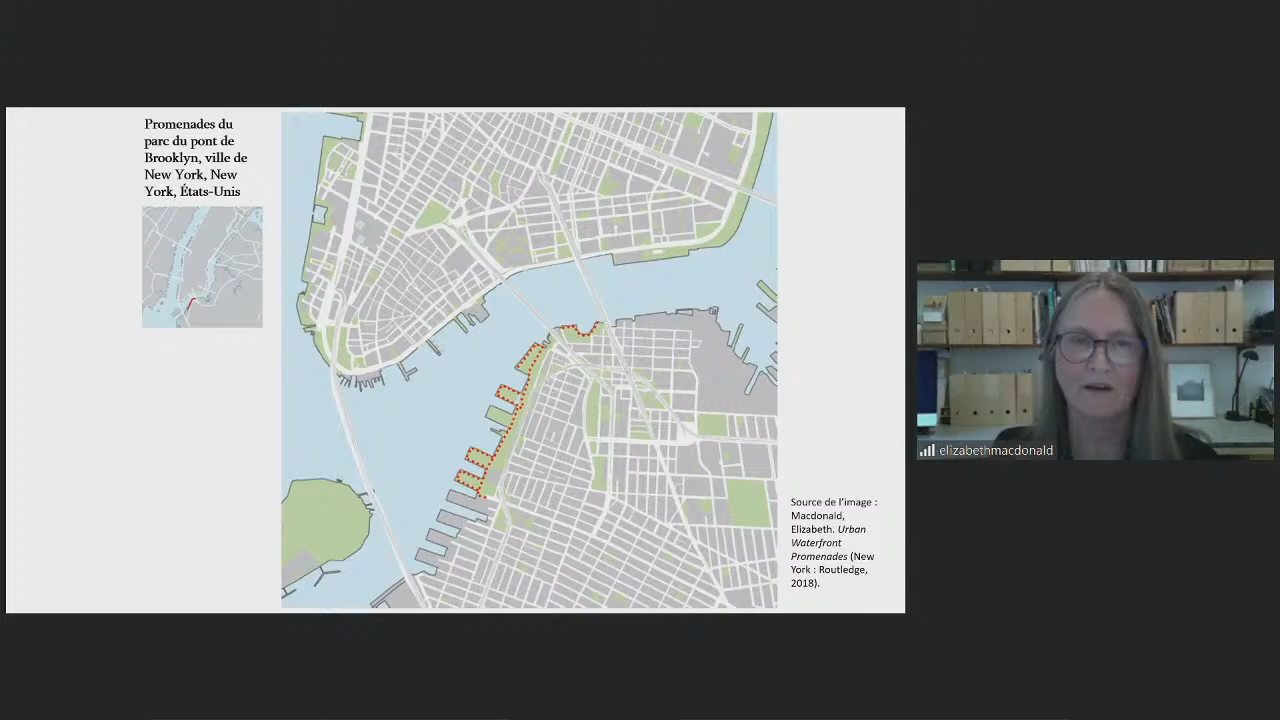 Promenades du
parc du pont de
Brooklyn, ville de
New York, New
York, États-Unis
Source de l'image :
Macdonald,
Elizabeth. Urban
Waterfront
Promenades (New
York : Routledge,
2018).
elizabethmacdonald